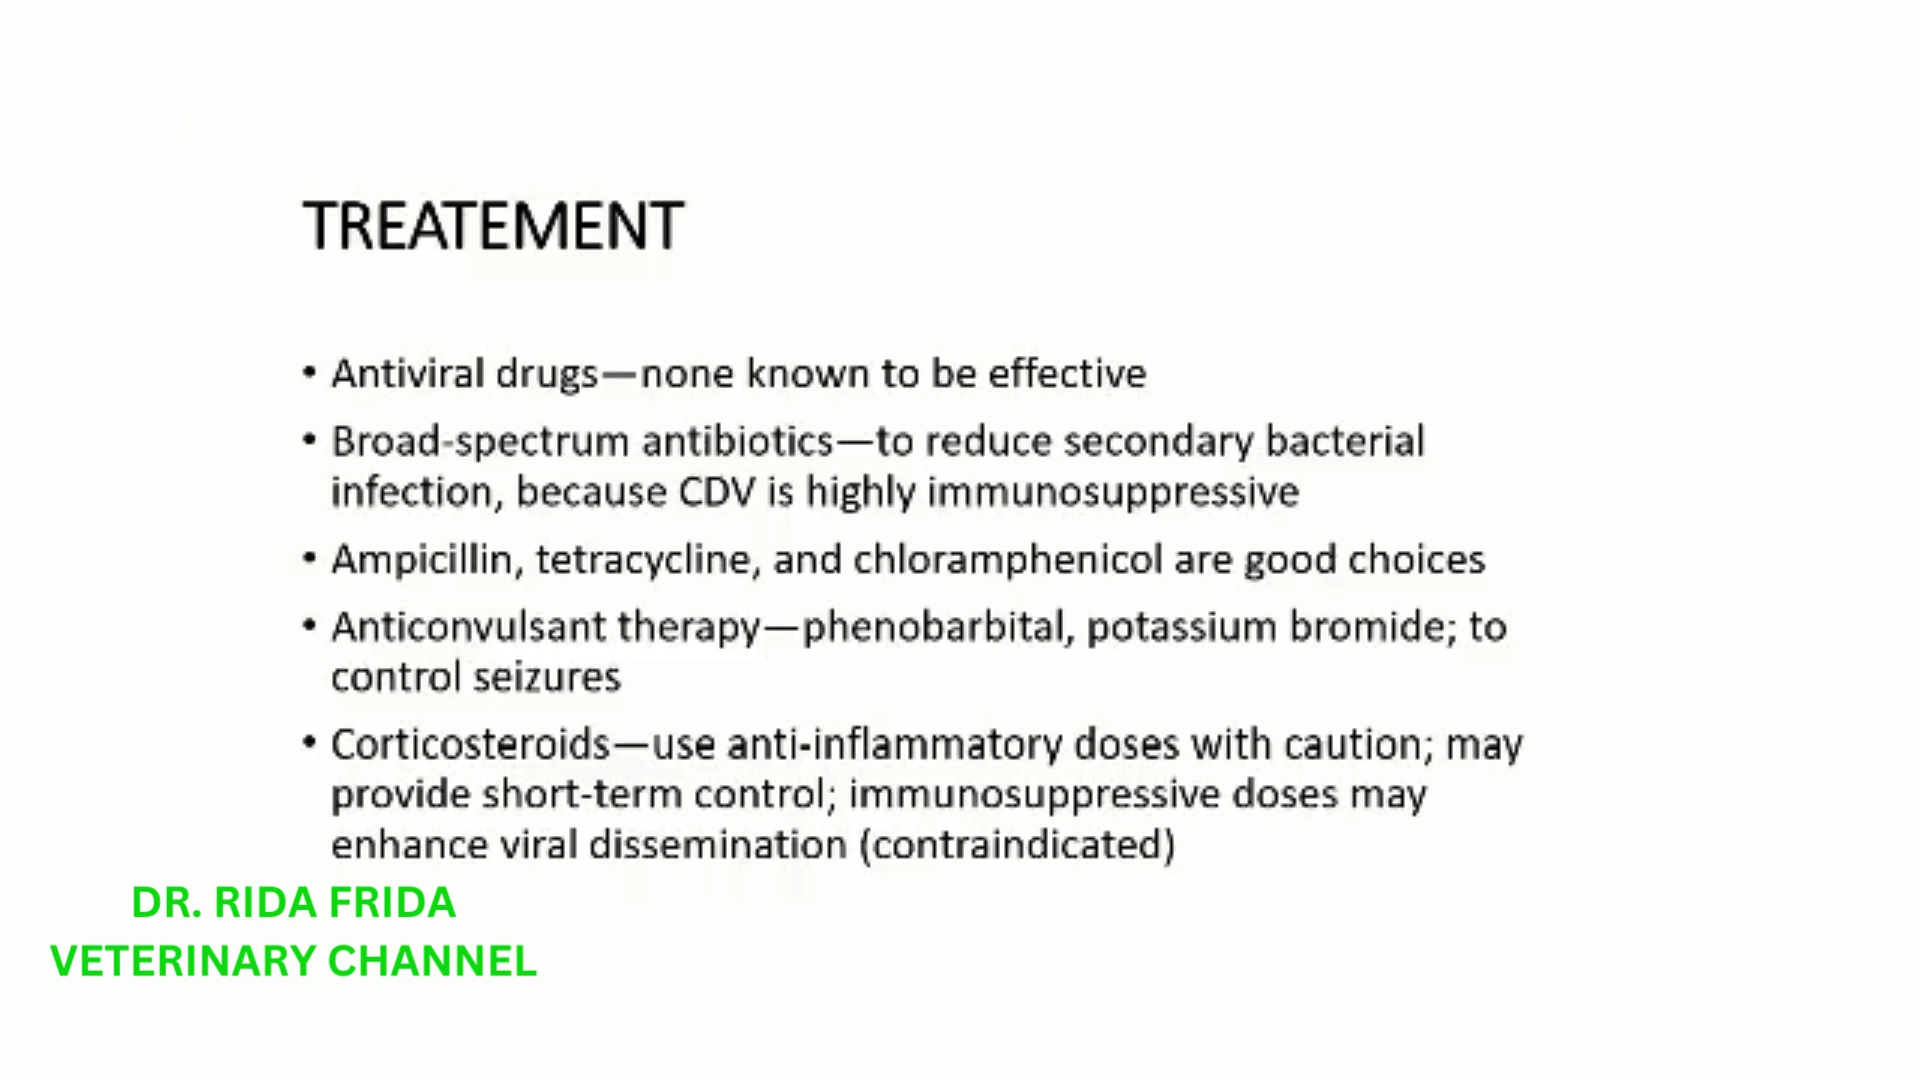 TREATEMENT
• Antiviral drugs—none known to be effective
• Broad-spectrum antibiotics—to reduce secondary bacterial
infection, because CDV is highly immunosuppressive
• Ampicillin, tetracycline, and chloramphenicol are good choices
• Anticonvulsant therapy—phenobarbital, potassium bromide; to
control seizures
• Corticosteroids—use anti-inflammatory doses with caution; may
provide short-term control; immunosuppressive doses may
enhance viral dissemination (contraindicated)
DR. RIDA FRIDA
VETERINARY CHANNEL